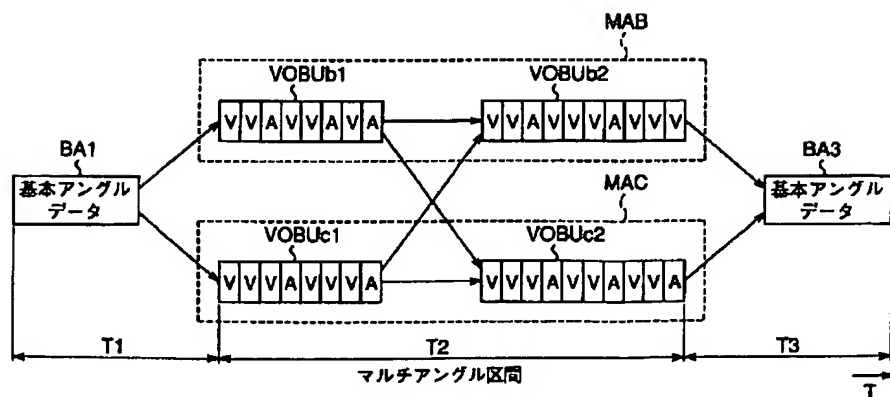 MAB
VOBUb1
VOBUb2
V V A V V A V A
V V A V V V A V V V
BA1
基本アングル
データ
BA3
基本アングル
データ
MAC
VOBUc1
VOBUc2
V V V A V V V A
V V V A V V A V V A
T1
T2
T3
マルチアングル区間
T